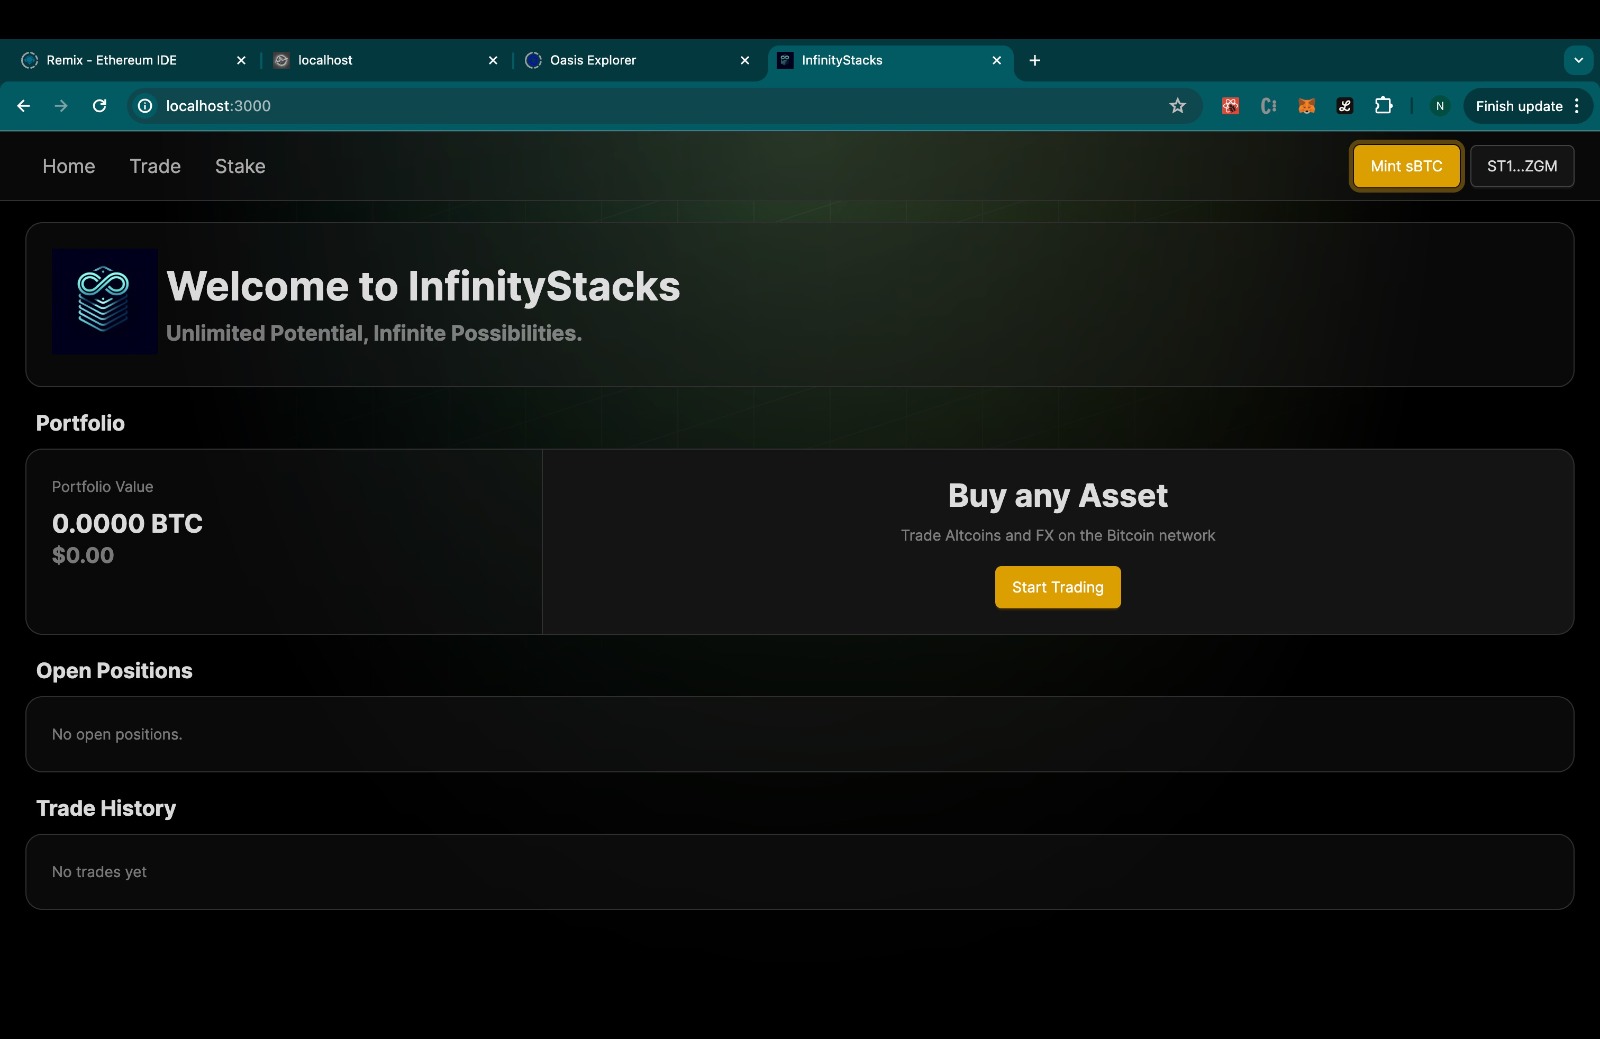 Remix - Ethereum IDE
localhost
Oasis Explorer
InfinityStacks
localhost:3000
N
Finish update
Home
Trade
Stake
Mint sBTC
ST1...ZGM
Welcome to InfinityStacks
Unlimited Potential, Infinite Possibilities.
Portfolio
Portfolio Value
0.0000 BTC
$0.00
Buy any Asset
Trade Altcoins and FX on the Bitcoin network
Start Trading
Open Positions
No open positions.
Trade History
No trades yet